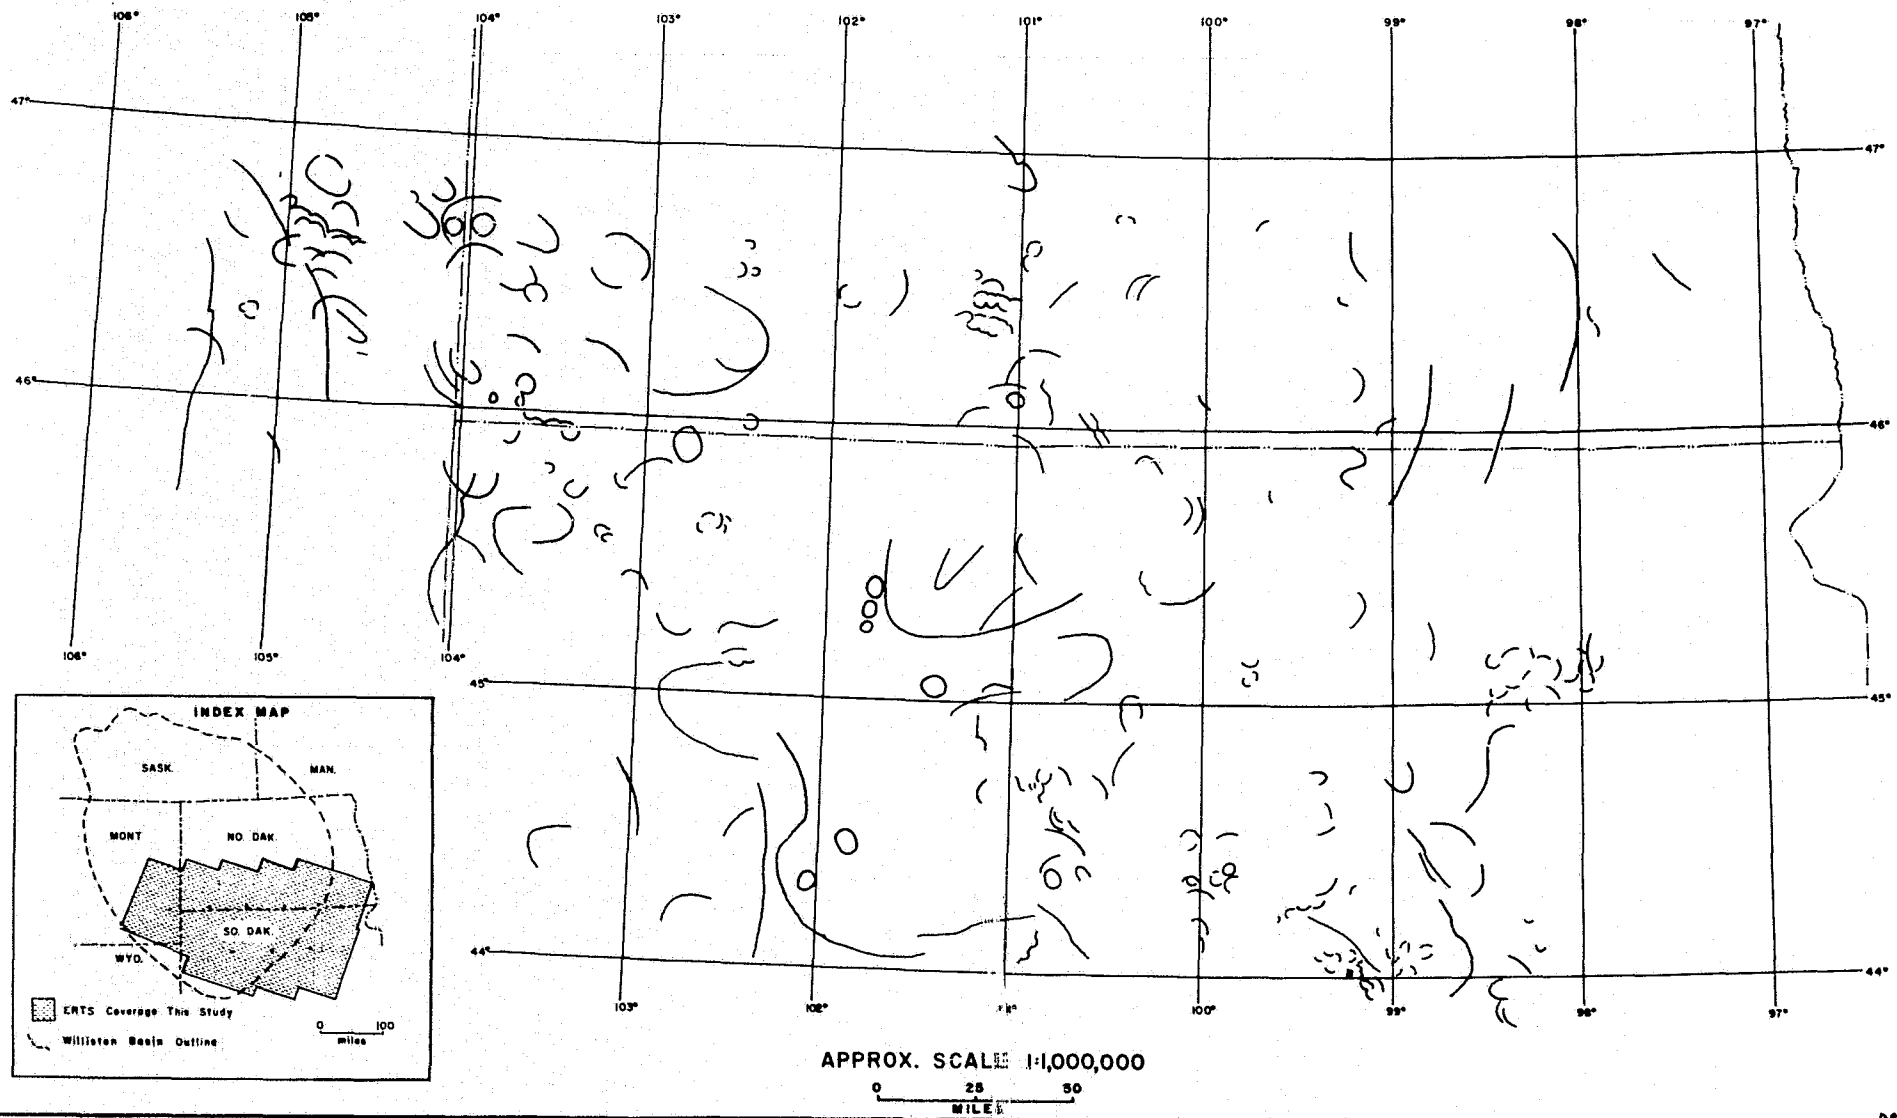 106° 105° 104° 103° 102° 101° 100° 99° 98° 97°
47° 47°
46° 46°
106° 105° 104°
45° 45°
INDEX MAP
SASK. MAN.
MONT NO. DAK.
SO. DAK.
WYO.
ERTS Coverage This Study
0 100
miles
Williston Basin Outline
44° 44°
103° 102° 100° 99° 98° 97°
APPROX. SCALE 1:1,000,000
0 25 50
MILES